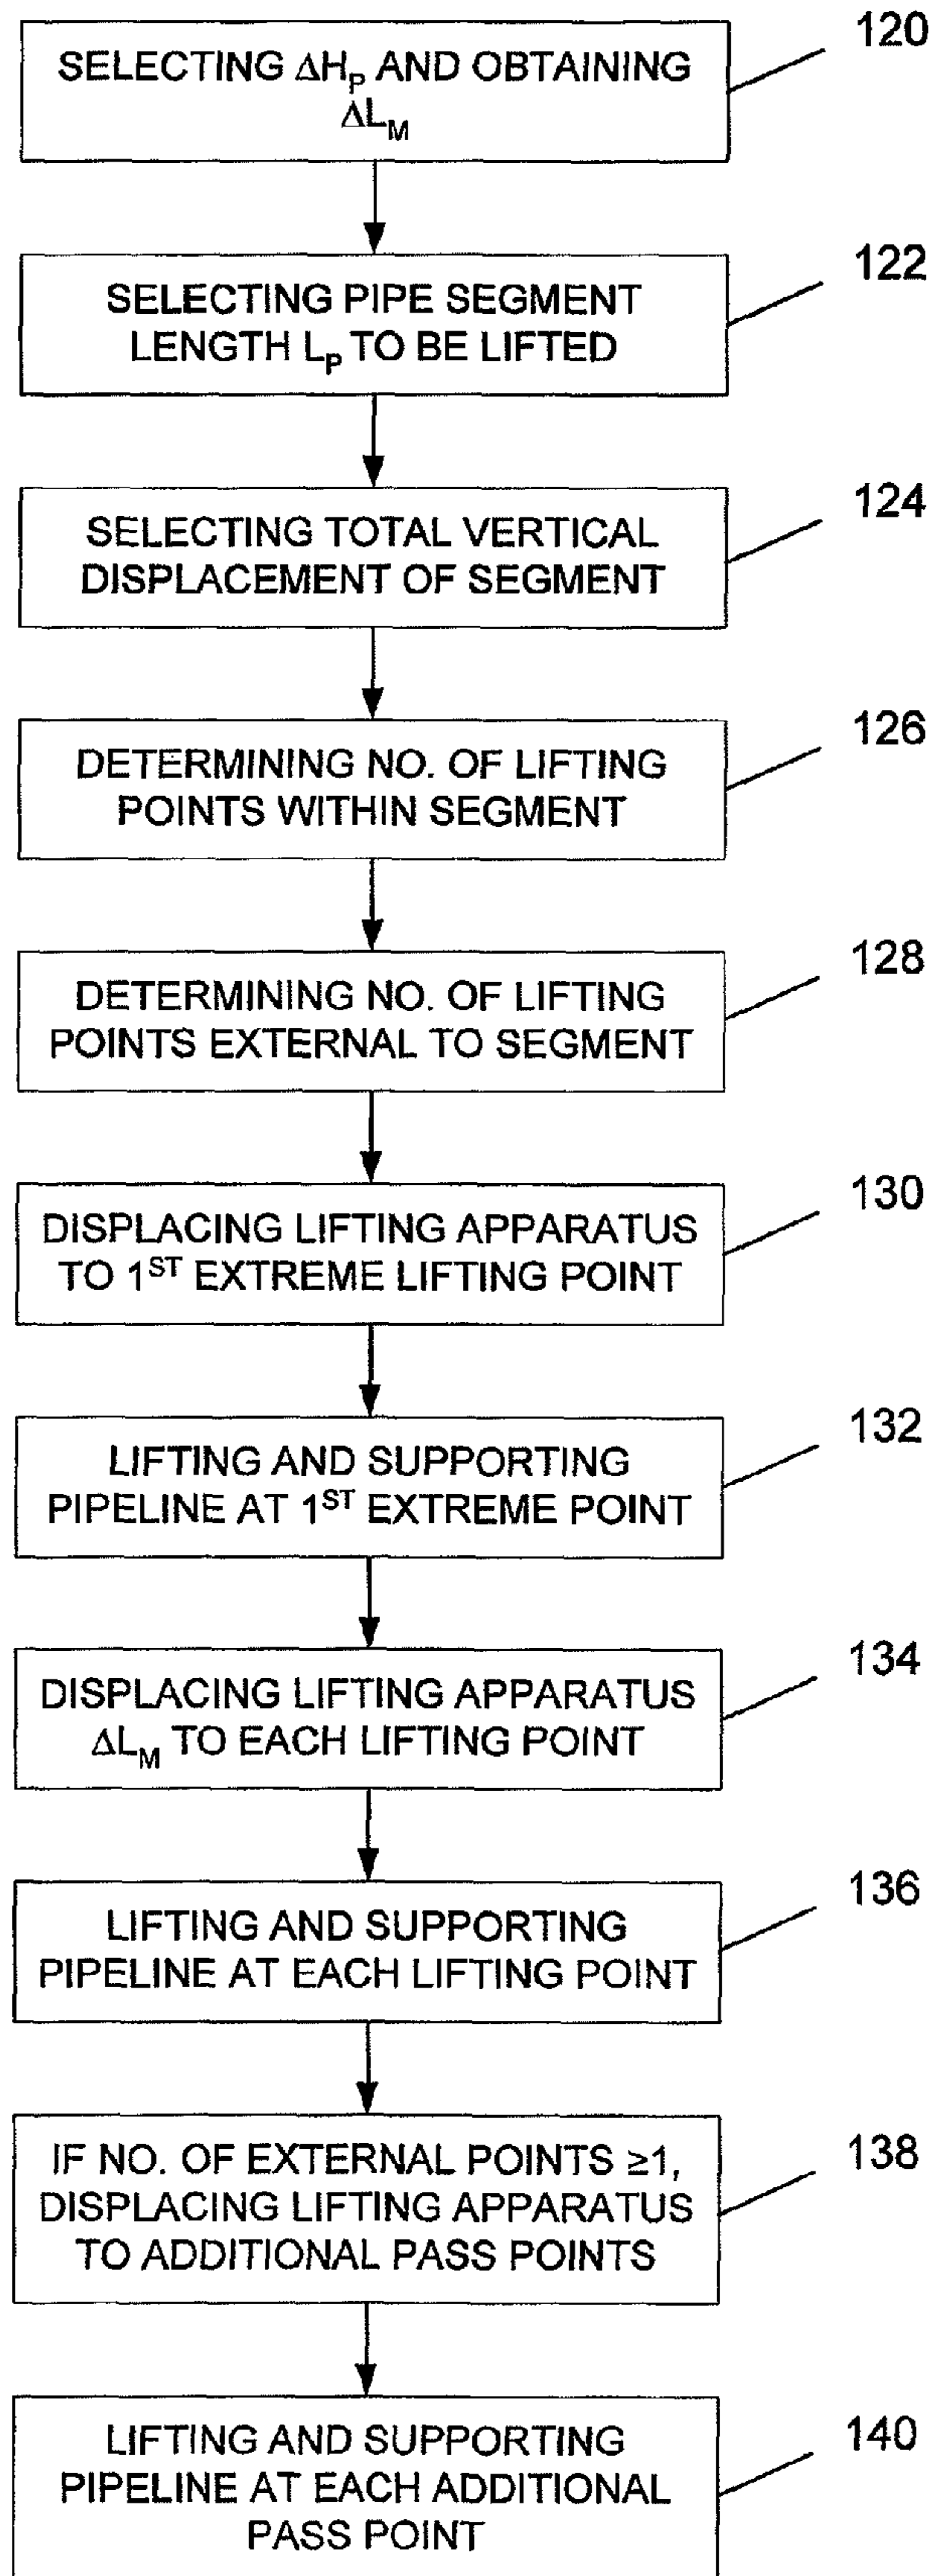 120
SELECTING ΔH_P AND OBTAINING
ΔL_M
122
SELECTING PIPE SEGMENT
LENGTH L_P TO BE LIFTED
124
SELECTING TOTAL VERTICAL
DISPLACEMENT OF SEGMENT
126
DETERMINING NO. OF LIFTING
POINTS WITHIN SEGMENT
128
DETERMINING NO. OF LIFTING
POINTS EXTERNAL TO SEGMENT
130
DISPLACING LIFTING APPARATUS
TO 1ST EXTREME LIFTING POINT
132
LIFTING AND SUPPORTING
PIPELINE AT 1ST EXTREME POINT
134
DISPLACING LIFTING APPARATUS
ΔL_M TO EACH LIFTING POINT
136
LIFTING AND SUPPORTING
PIPELINE AT EACH LIFTING POINT
138
IF NO. OF EXTERNAL POINTS ≥1,
DISPLACING LIFTING APPARATUS
TO ADDITIONAL PASS POINTS
140
LIFTING AND SUPPORTING
PIPELINE AT EACH ADDITIONAL
PASS POINT